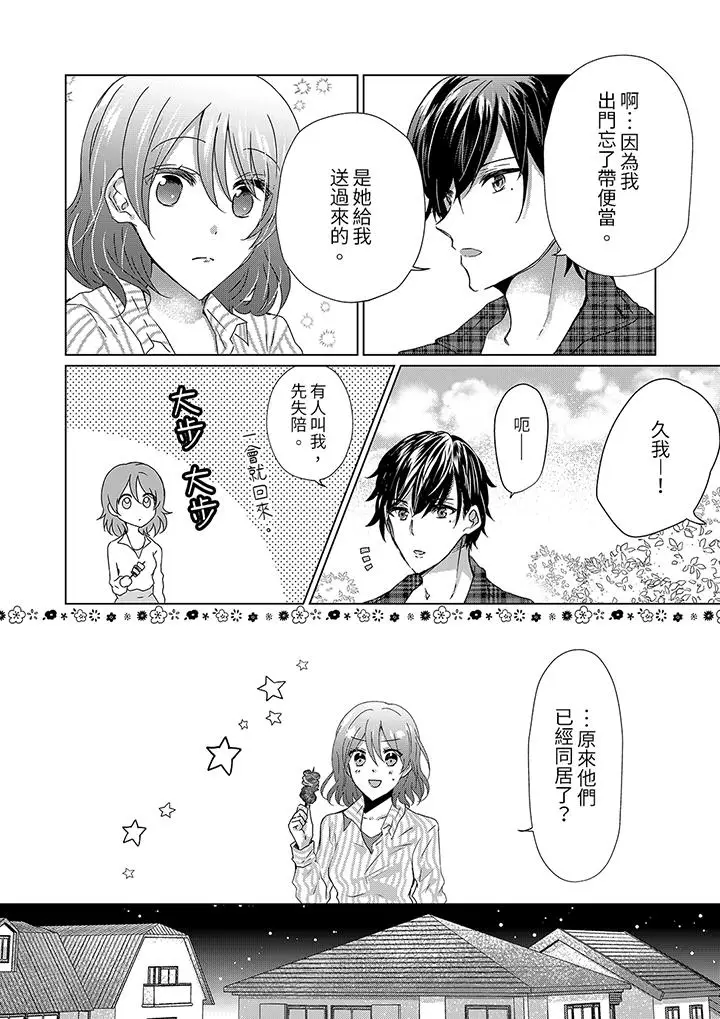 啊…因為我
出門忘了帶便當。
是她給我
送過來的。
久我—!
呃—
有人叫我，
先失陪。
一會就回來。
大步 大步
…原來他們
已經同居了？